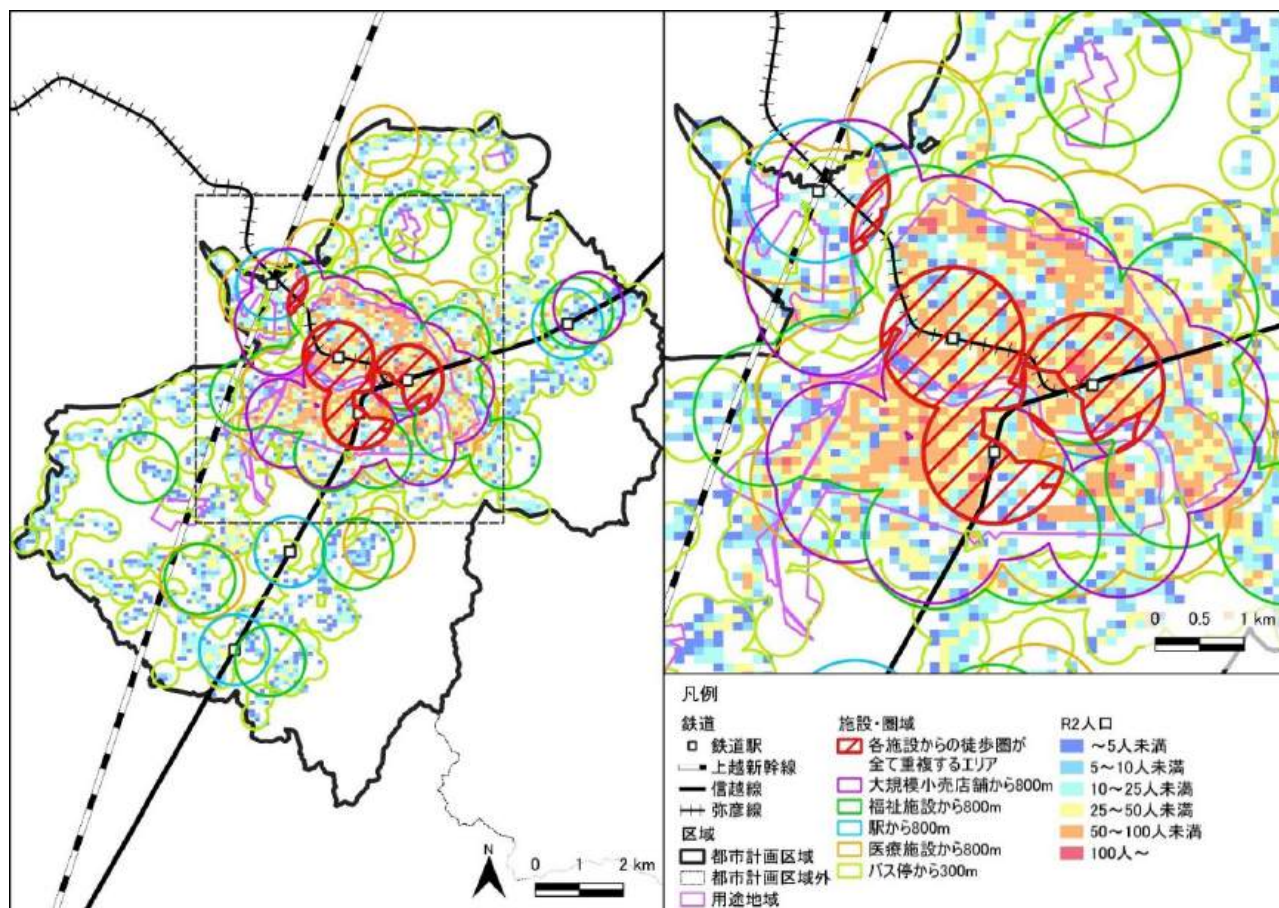 N
0 1 2 km
0 0.5 1 km
凡例
鉄道
鉄道駅
上越新幹線
信越線
弥彦線
区域
都市計画区域
都市計画区域外
用途地域
施設・圏域
各施設からの徒歩圏が
全て重複するエリア
大規模小売店舗から800m
福祉施設から800m
駅から800m
医療施設から800m
バス停から300m
R2人口
～5人未満
5～10人未満
10～25人未満
25～50人未満
50～100人未満
100人～